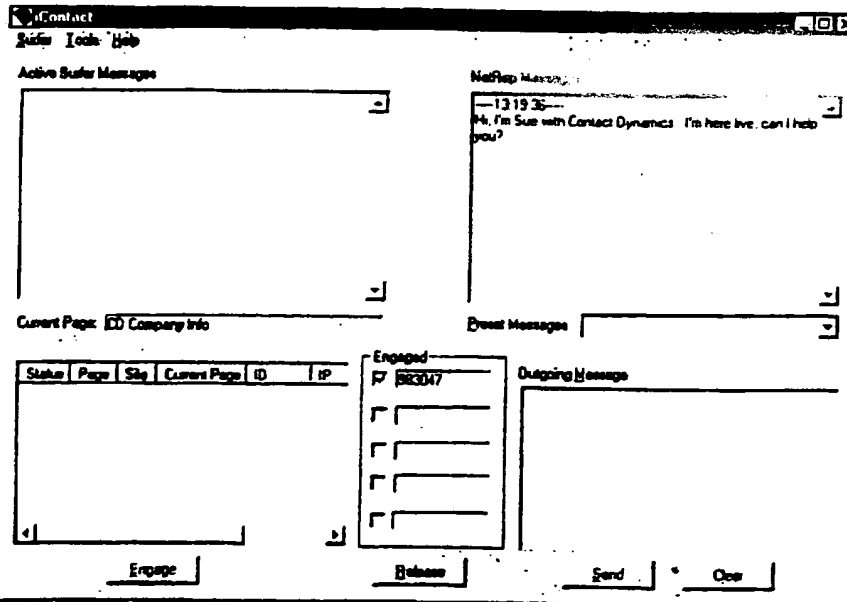 iContact
Surfer Tools Help
Active Surfer Messages
NetRep Messages
----13:19:36----
Hi, I'm Sue with Contact Dynamics. I'm here live, can I help
you?
Current Page: CD Company Info
Preset Messages
Status Page Site Current Page ID IP
Engaged
883047
Outgoing Message
Engage
Release
Send
Clear